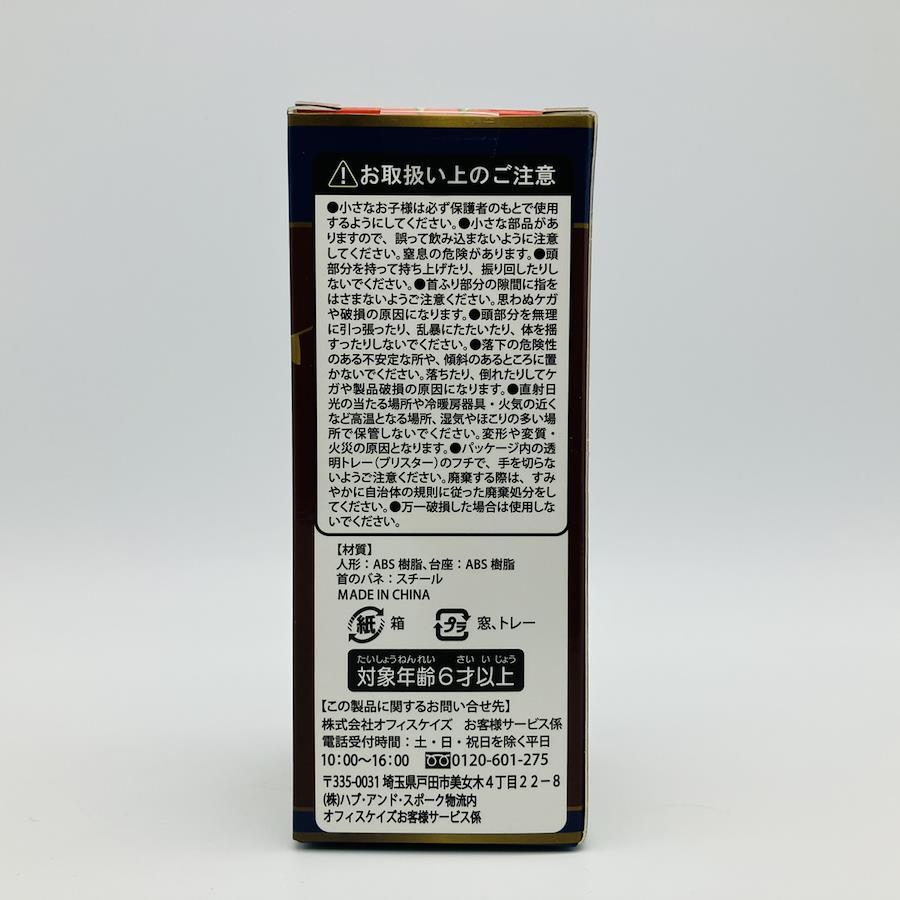 お取扱い上のご注意
●小さなお子様は必ず保護者のもとで使用
するようにしてください。●小さな部品があ
りますので、誤って飲み込まないように注意
してください。窒息の危険があります。●頭
部分を持って持ち上げたり、振り回したりし
ないでください。●首ふり部分の隙間に指を
はさまないようご注意ください。思わぬケガ
や破損の原因になります。●頭部分を無理
に引っ張ったり、乱暴にたたいたり、体を揺
すったりしないでください。●落下の危険性
のある不安定な所や、傾斜のあるところに置
かないでください。落ちたり、倒れたりしてケ
ガや製品破損の原因になります。●直射日
光の当たる場所や冷暖房器具・火気の近く
など高温となる場所、湿気やほこりの多い場
所で保管しないでください。変形や変質・
火災の原因となります。●パッケージ内の透
明トレー(ブリスター)のフチで、手を切らな
いようご注意ください。廃棄する際は、すみ
やかに自治体の規則に従った廃棄処分をし
てください。●万一破損した場合は使用しな
いでください。
【材質】
人形：ABS 樹脂、台座：ABS 樹脂
首のバネ：スチール
MADE IN CHINA
紙 箱 プラ 窓、トレー
たいしょうねんれい さい いじょう
対象年齢6才以上
【この製品に関するお問い合せ先】
株式会社オフィスケイズ お客様サービス係
電話受付時間：土・日・祝日を除く平日
10:00〜16:00 0120-601-275
〒335-0031 埼玉県戸田市美女木4丁目22−8
(株)ハブ・アンド・スポーク物流内
オフィスケイズお客様サービス係